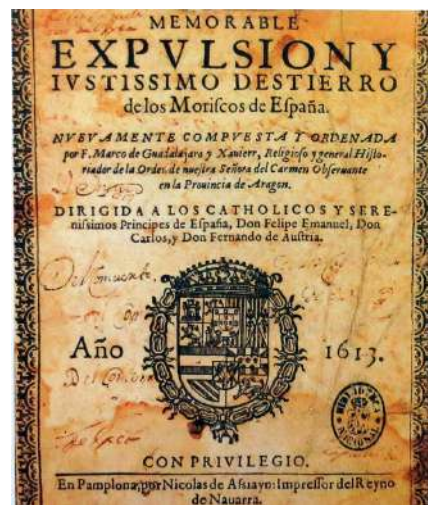 MEMORABLE
EXPVLSION Y
IVSTISSIMO DESTIERRO
de los Moriſcos de Eſpaña.
NVEVAMENTE COMPVESTA Y ORDENADA
por F. Marco de Guadalajara y Xauierr, Religioſo y general Hiſto-
riador de la Orden de nueſtra Señora del Carmen Obſeruante
en la Prouincia de Aragon.
DIRIGIDA A LOS CATHOLICOS Y SERE-
niſsimos Principes de Eſpaña, Don Felipe Emanuel, Don
Carlos, y Don Fernando de Auſtria.
Año 1613.
CON PRIVILEGIO.
En Pamplona, por Nicolas de Aſsiayn: Impreſſor del Reyno
de Nauarra.